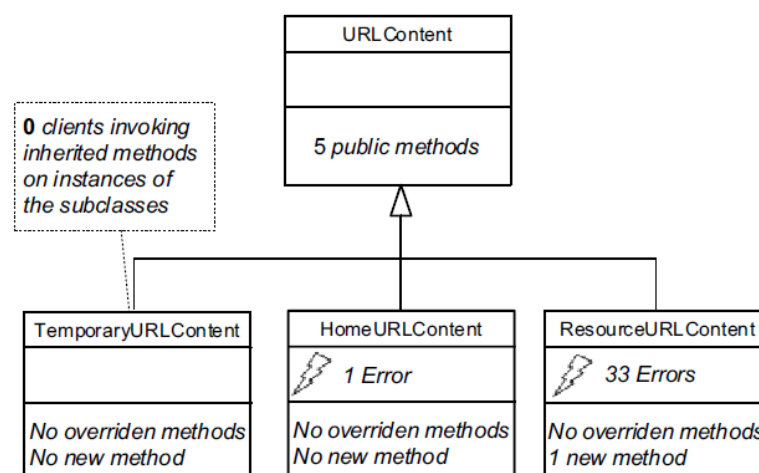 URLContent
5 public methods
0 clients invoking
inherited methods
on instances of
the subclasses
TemporaryURLContent
No overriden methods
No new method
HomeURLContent
1 Error
No overriden methods
No new method
ResourceURLContent
33 Errors
No overriden methods
1 new method